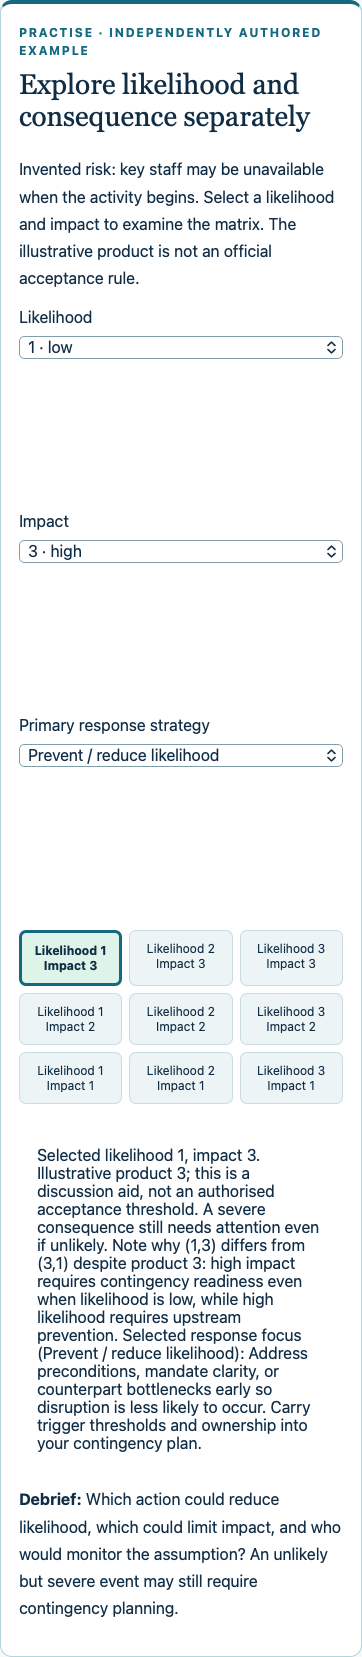 PRACTISE · INDEPENDENTLY AUTHORED
EXAMPLE
Explore likelihood and
consequence separately
Invented risk: key staff may be unavailable
when the activity begins. Select a likelihood
and impact to examine the matrix. The
illustrative product is not an official
acceptance rule.
Likelihood
1 · low
Impact
3 · high
Primary response strategy
Prevent / reduce likelihood
Likelihood 1
Impact 3
Likelihood 2
Impact 3
Likelihood 3
Impact 3
Likelihood 1
Impact 2
Likelihood 2
Impact 2
Likelihood 3
Impact 2
Likelihood 1
Impact 1
Likelihood 2
Impact 1
Likelihood 3
Impact 1
Selected likelihood 1, impact 3.
Illustrative product 3; this is a
discussion aid, not an authorised
acceptance threshold. A severe
consequence still needs attention even
if unlikely. Note why (1,3) differs from
(3,1) despite product 3: high impact
requires contingency readiness even
when likelihood is low, while high
likelihood requires upstream
prevention. Selected response focus
(Prevent / reduce likelihood): Address
preconditions, mandate clarity, or
counterpart bottlenecks early so
disruption is less likely to occur. Carry
trigger thresholds and ownership into
your contingency plan.
Debrief: Which action could reduce
likelihood, which could limit impact, and who
would monitor the assumption? An unlikely
but severe event may still require
contingency planning.